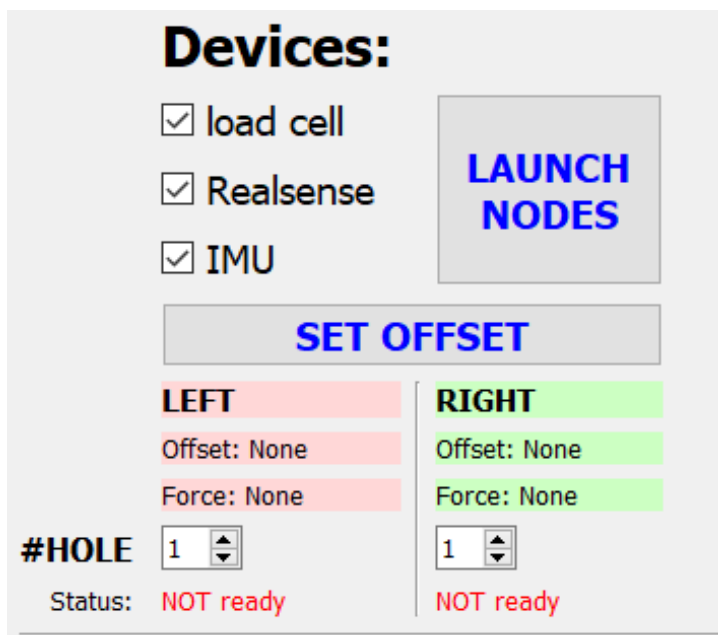 Devices:
load cell
Realsense
IMU
LAUNCH
NODES
SET OFFSET
LEFT RIGHT
Offset: None Offset: None
Force: None Force: None
#HOLE 1 1
Status: NOT ready NOT ready